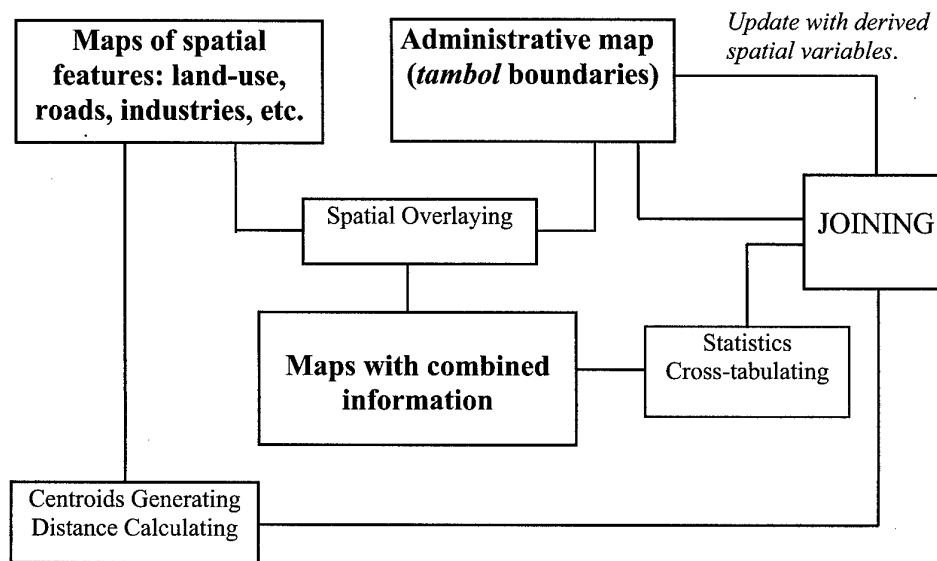 Maps of spatial
features: land-use,
roads, industries, etc.
Administrative map
(tambol boundaries)
Update with derived
spatial variables.
Spatial Overlaying
JOINING
Maps with combined
information
Statistics
Cross-tabulating
Centroids Generating
Distance Calculating